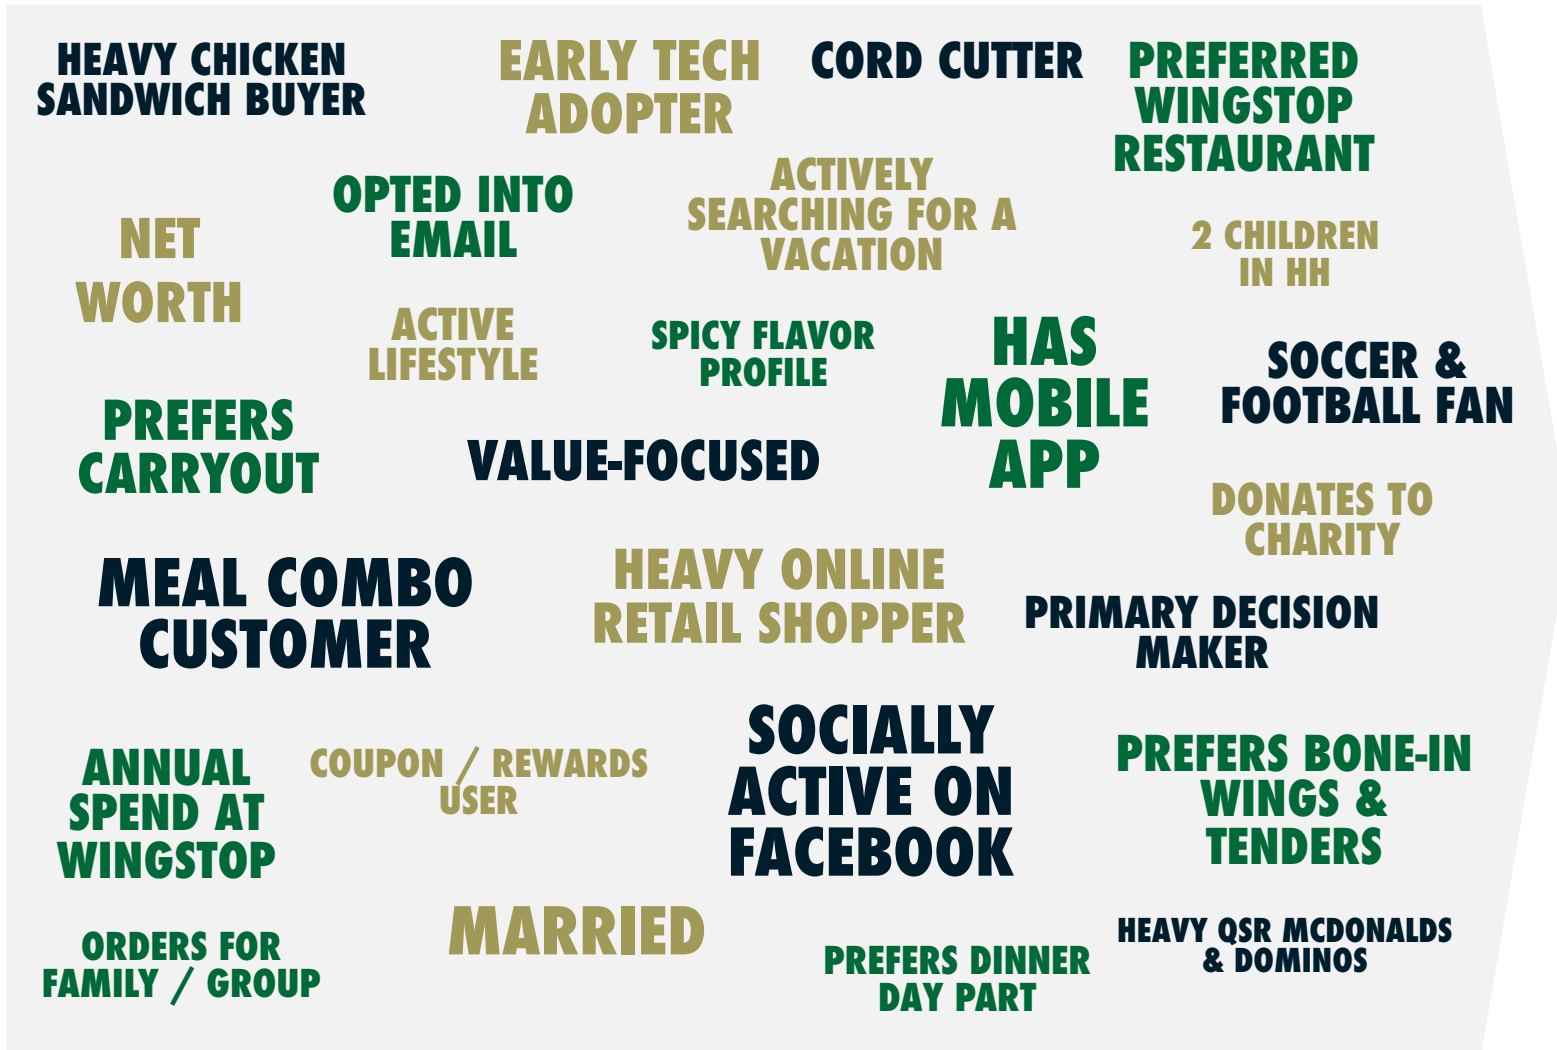 HEAVY CHICKEN
SANDWICH BUYER
EARLY TECH
ADOPTER
CORD CUTTER
PREFERRED
WINGSTOP
RESTAURANT
OPTED INTO
EMAIL
ACTIVELY
SEARCHING FOR A
VACATION
NET
WORTH
2 CHILDREN
IN HH
ACTIVE
LIFESTYLE
SPICY FLAVOR
PROFILE
HAS
MOBILE
APP
SOCCER &
FOOTBALL FAN
PREFERS
CARRYOUT
VALUE-FOCUSED
DONATES TO
CHARITY
MEAL COMBO
CUSTOMER
HEAVY ONLINE
RETAIL SHOPPER
PRIMARY DECISION
MAKER
ANNUAL
SPEND AT
WINGSTOP
COUPON / REWARDS
USER
SOCIALLY
ACTIVE ON
FACEBOOK
PREFERS BONE-IN
WINGS &
TENDERS
ORDERS FOR
FAMILY / GROUP
MARRIED
PREFERS DINNER
DAY PART
HEAVY QSR MCDONALDS
& DOMINOS